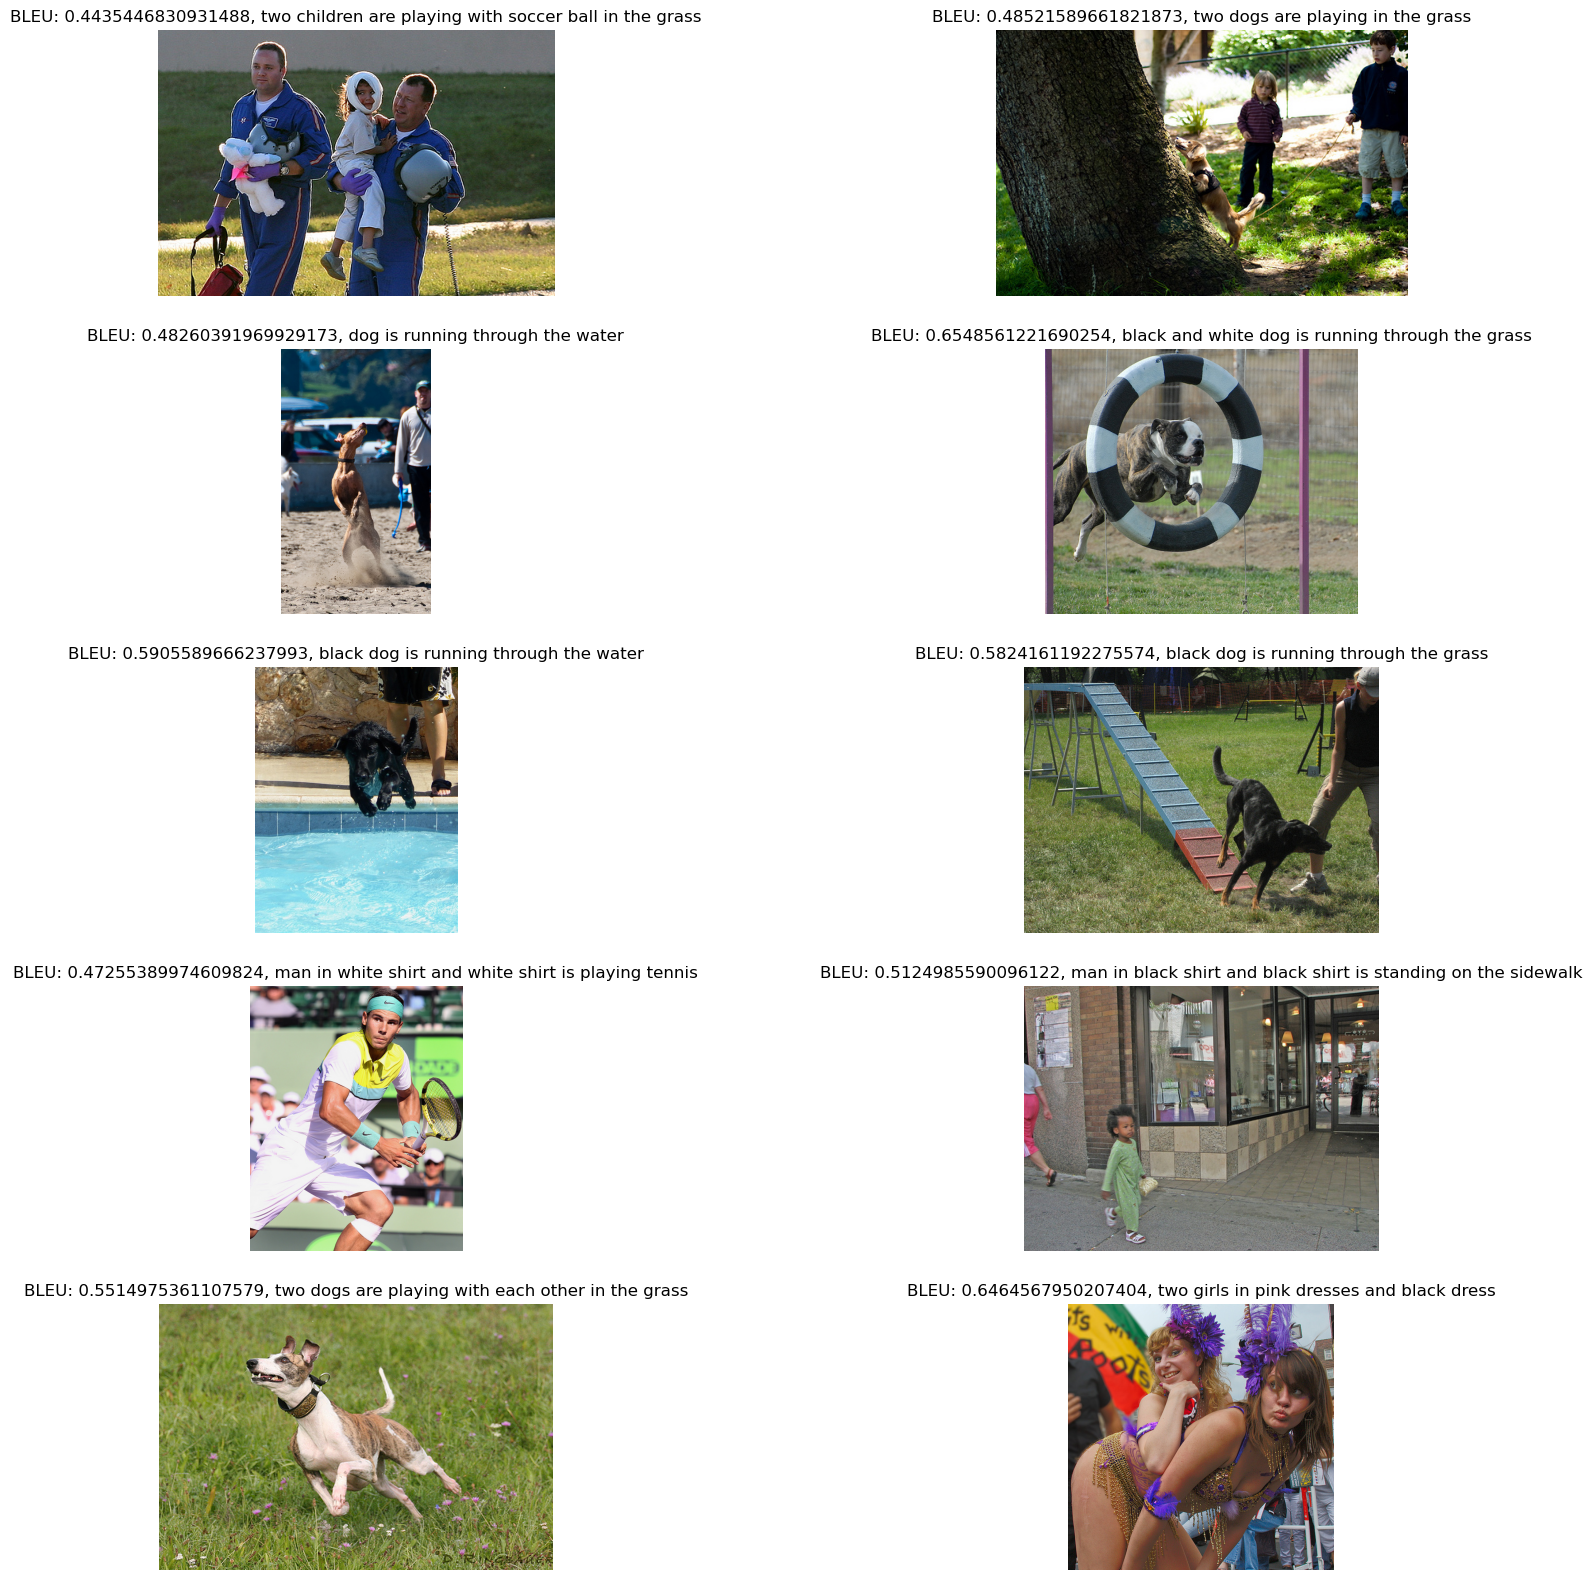 BLEU: 0.4435446830931488, two children are playing with soccer ball in the grass
BLEU: 0.48521589661821873, two dogs are playing in the grass
BLEU: 0.48260391969929173, dog is running through the water
BLEU: 0.6548561221690254, black and white dog is running through the grass
BLEU: 0.5905589666237993, black dog is running through the water
BLEU: 0.5824161192275574, black dog is running through the grass
BLEU: 0.47255389974609824, man in white shirt and white shirt is playing tennis
BLEU: 0.5124985590096122, man in black shirt and black shirt is standing on the sidewalk
DADE
BLEU: 0.5514975361107579, two dogs are playing with each other in the grass
BLEU: 0.6464567950207404, two girls in pink dresses and black dress
ROOTS